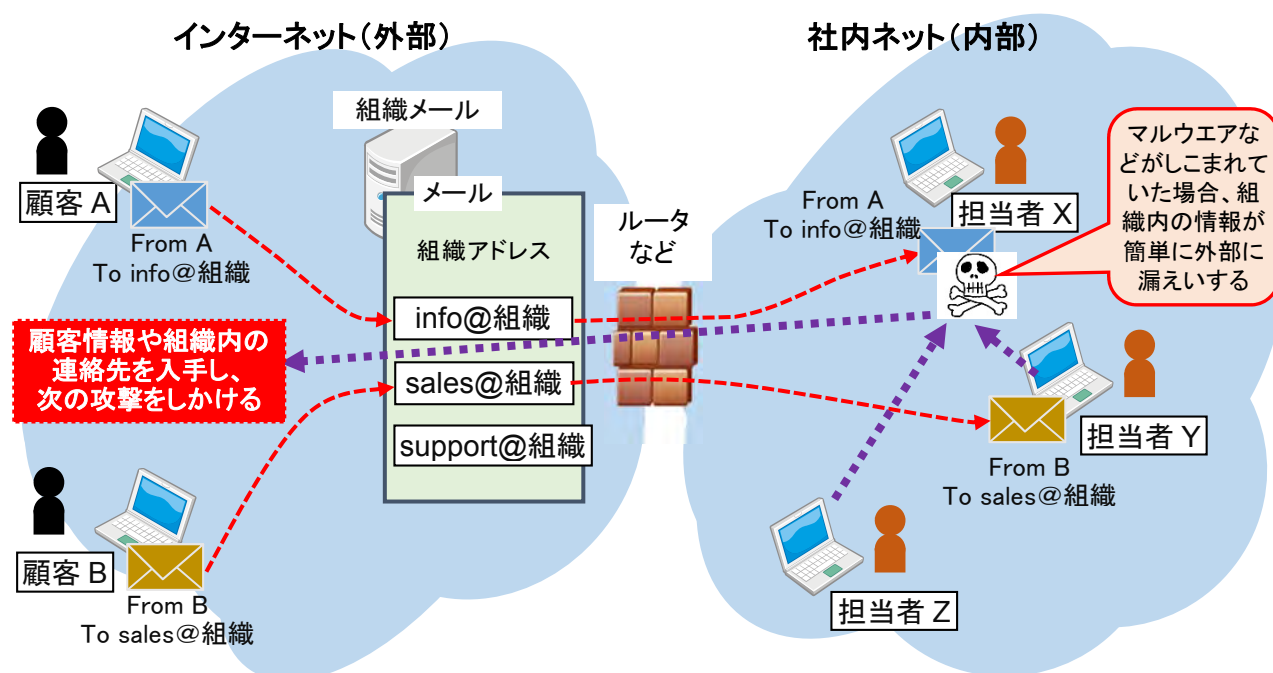 インターネット(外部)
社内ネット(内部)
組織メール
メール
組織アドレス
info@組織
sales@組織
support@組織
顧客 A
From A
To info@組織
顧客情報や組織内の
連絡先を入手し、
次の攻撃をしかける
顧客 B
From B
To sales@組織
ルータ
など
From A
To info@組織
担当者 X
マルウエアな
どがしこまれて
いた場合、組
織内の情報が
簡単に外部に
漏えいする
担当者 Y
From B
To sales@組織
担当者 Z